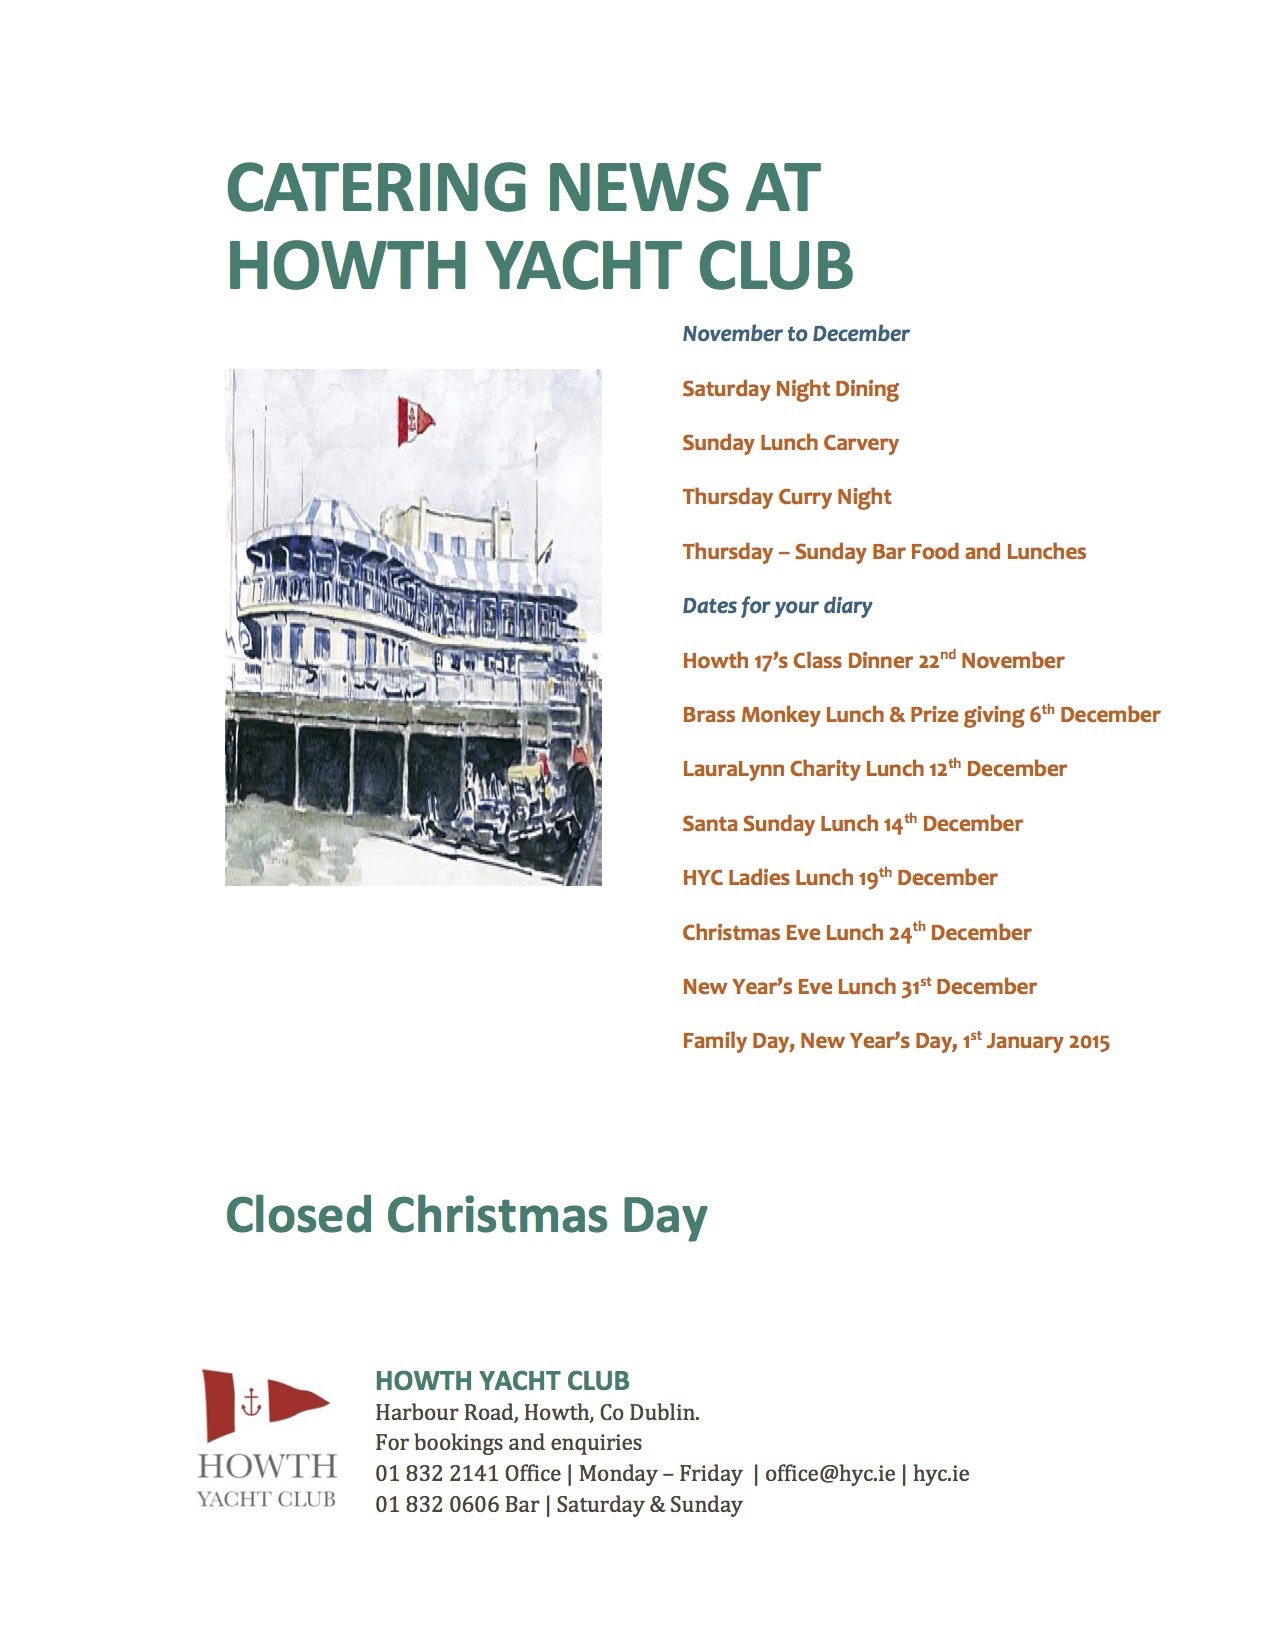 CATERING NEWS AT
HOWTH YACHT CLUB
November to December
Saturday Night Dining
Sunday Lunch Carvery
Thursday Curry Night
Thursday – Sunday Bar Food and Lunches
Dates for your diary
Howth 17’s Class Dinner 22nd November
Brass Monkey Lunch & Prize giving 6th December
LauraLynn Charity Lunch 12th December
Santa Sunday Lunch 14th December
HYC Ladies Lunch 19th December
Christmas Eve Lunch 24th December
New Year’s Eve Lunch 31st December
Family Day, New Year’s Day, 1st January 2015
Closed Christmas Day
HOWTH
YACHT CLUB
HOWTH YACHT CLUB
Harbour Road, Howth, Co Dublin.
For bookings and enquiries
01 832 2141 Office | Monday – Friday | office@hyc.ie | hyc.ie
01 832 0606 Bar | Saturday & Sunday